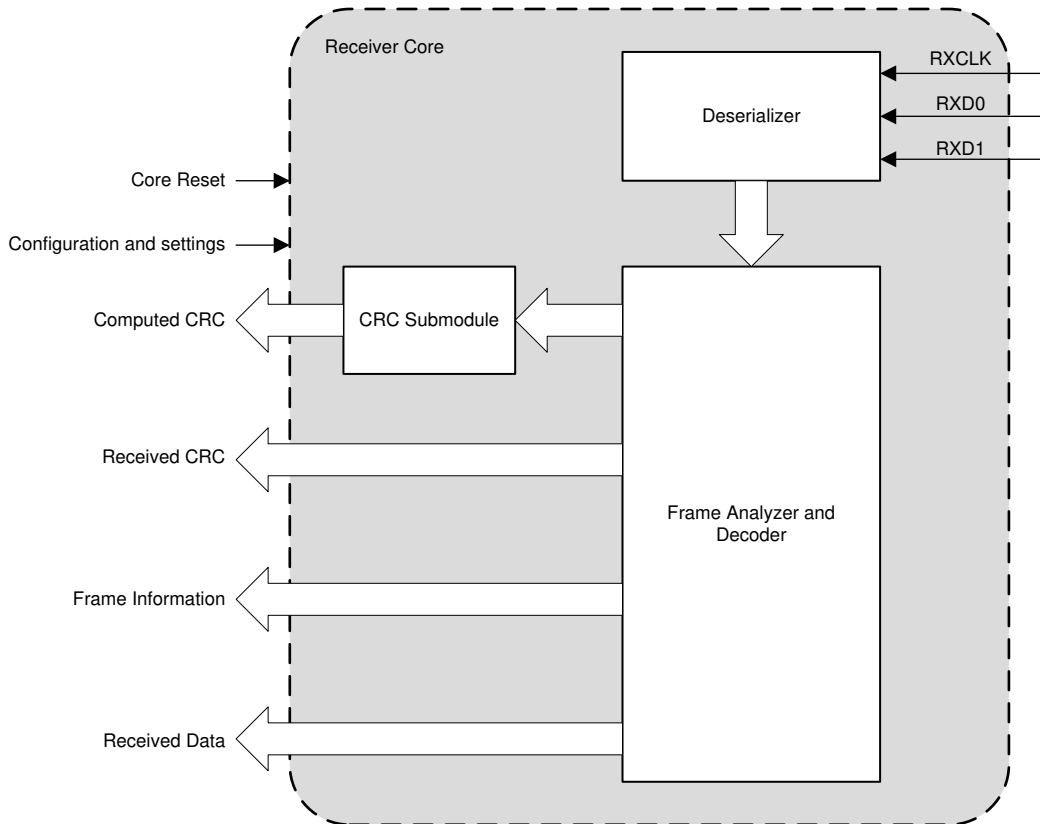 Receiver Core
RXCLK
RXD0
RXD1
Deserializer
Core Reset
Configuration and settings
Computed CRC
CRC Submodule
Received CRC
Frame Analyzer and
Decoder
Frame Information
Received Data